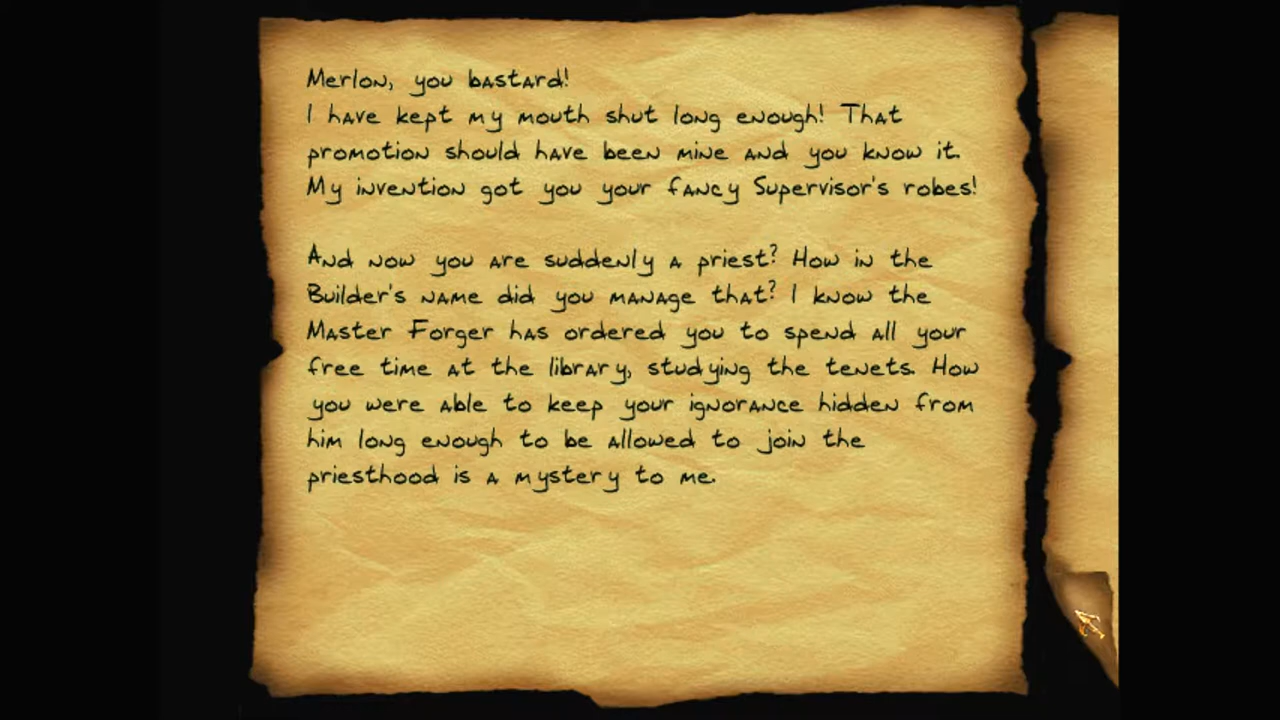 Merlon, you bastard!
I have kept my mouth shut long enough! That
promotion should have been mine and you know it.
My invention got you your fancy Supervisor's robes!
And now you are suddenly a priest? How in the
Builder's name did you manage that? I know the
Master Forger has ordered you to spend all your
free time at the library, studying the tenets. How
you were able to keep your ignorance hidden from
him long enough to be allowed to join the
priesthood is a mystery to me.